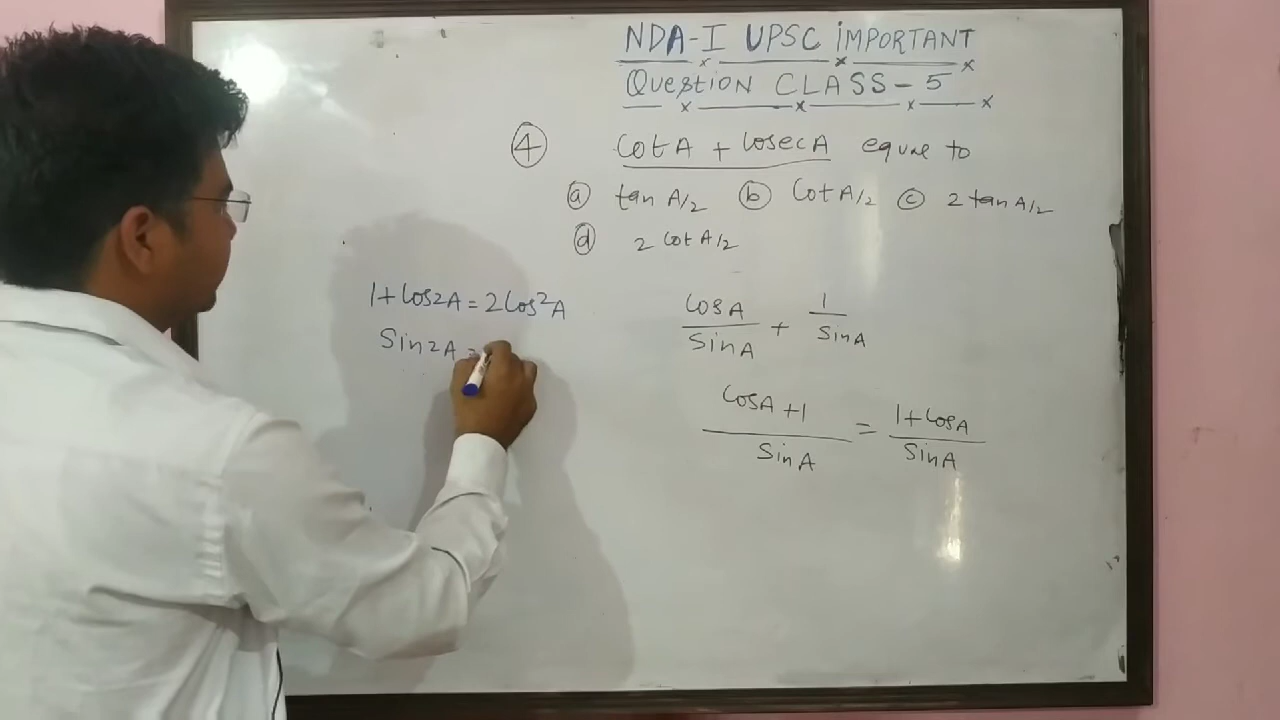 NDA-I UPSC IMPORTANT
QUESTION CLASS-5
④ CotA + CosecA equal to
ⓐ tan A/2 ⓑ Cot A/2 ⓒ 2 tan A/2
ⓓ 2 cot A/2
1+Cos2A = 2Cos²A
Sin2A =
CosA/SinA + 1/SinA
CosA+1/SinA = 1+CosA/SinA